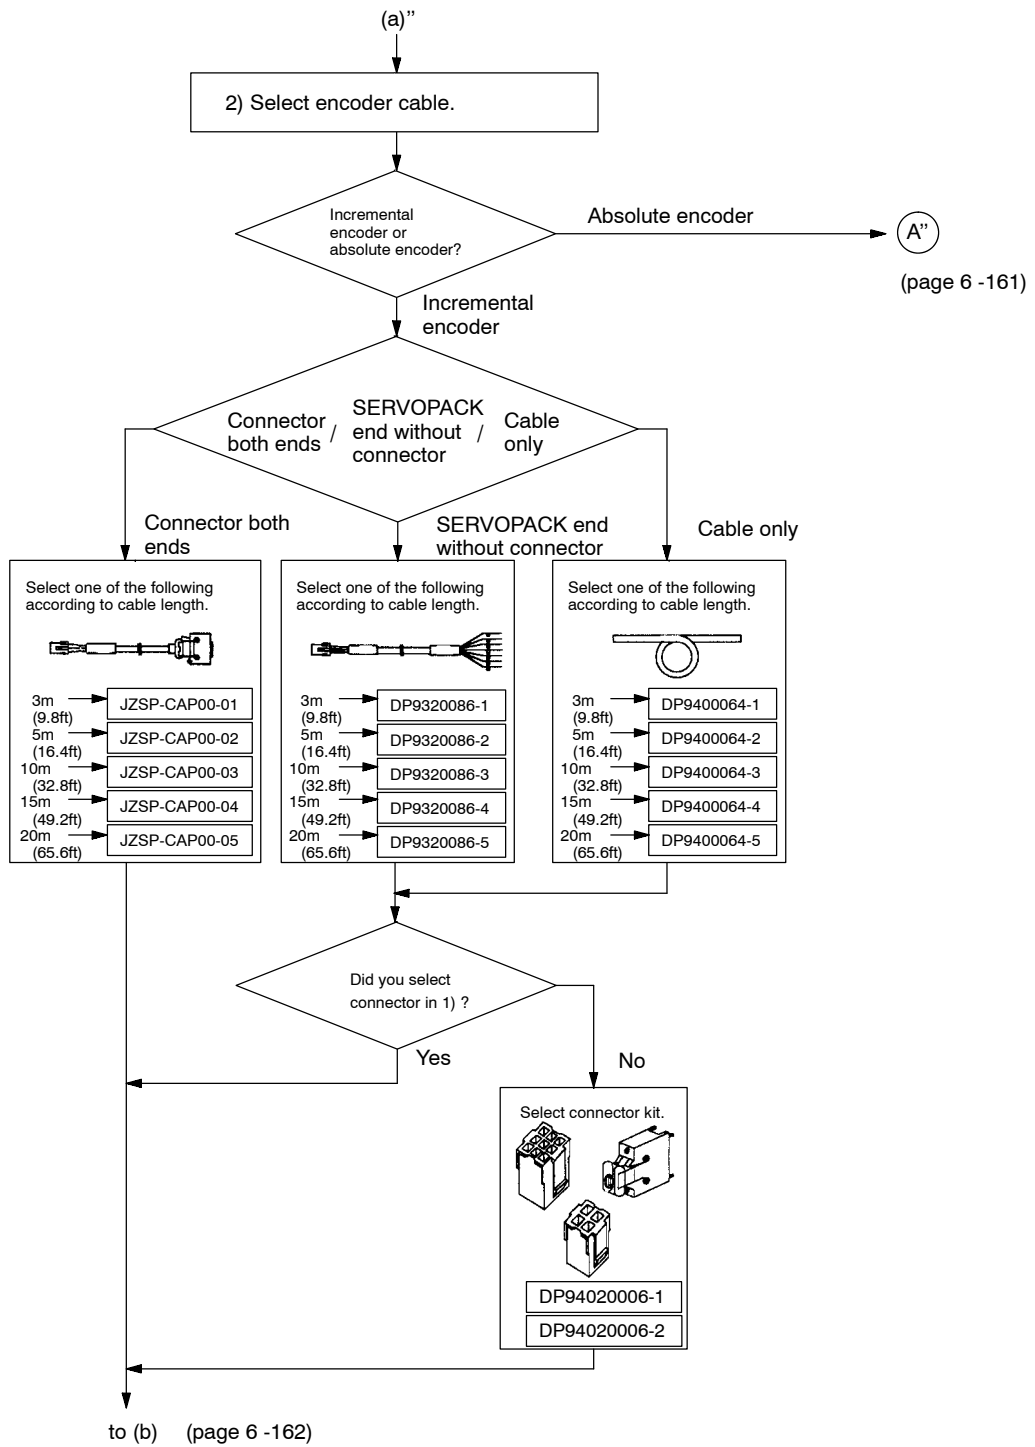 (a)”
2) Select encoder cable.
Incremental
encoder or
absolute encoder?
Absolute encoder
A”
(page 6 -161)
Incremental
encoder
Connector
both ends
/
SERVOPACK
end without
connector
/
Cable
only
Connector both
ends
SERVOPACK end
without connector
Cable only
Select one of the following
according to cable length.
3m
(9.8ft)
JZSP-CAP00-01
5m
(16.4ft)
JZSP-CAP00-02
10m
(32.8ft)
JZSP-CAP00-03
15m
(49.2ft)
JZSP-CAP00-04
20m
(65.6ft)
JZSP-CAP00-05
Select one of the following
according to cable length.
3m
(9.8ft)
DP9320086-1
5m
(16.4ft)
DP9320086-2
10m
(32.8ft)
DP9320086-3
15m
(49.2ft)
DP9320086-4
20m
(65.6ft)
DP9320086-5
Select one of the following
according to cable length.
3m
(9.8ft)
DP9400064-1
5m
(16.4ft)
DP9400064-2
10m
(32.8ft)
DP9400064-3
15m
(49.2ft)
DP9400064-4
20m
(65.6ft)
DP9400064-5
Did you select
connector in 1) ?
Yes
No
Select connector kit.
DP94020006-1
DP94020006-2
to (b) (page 6 -162)